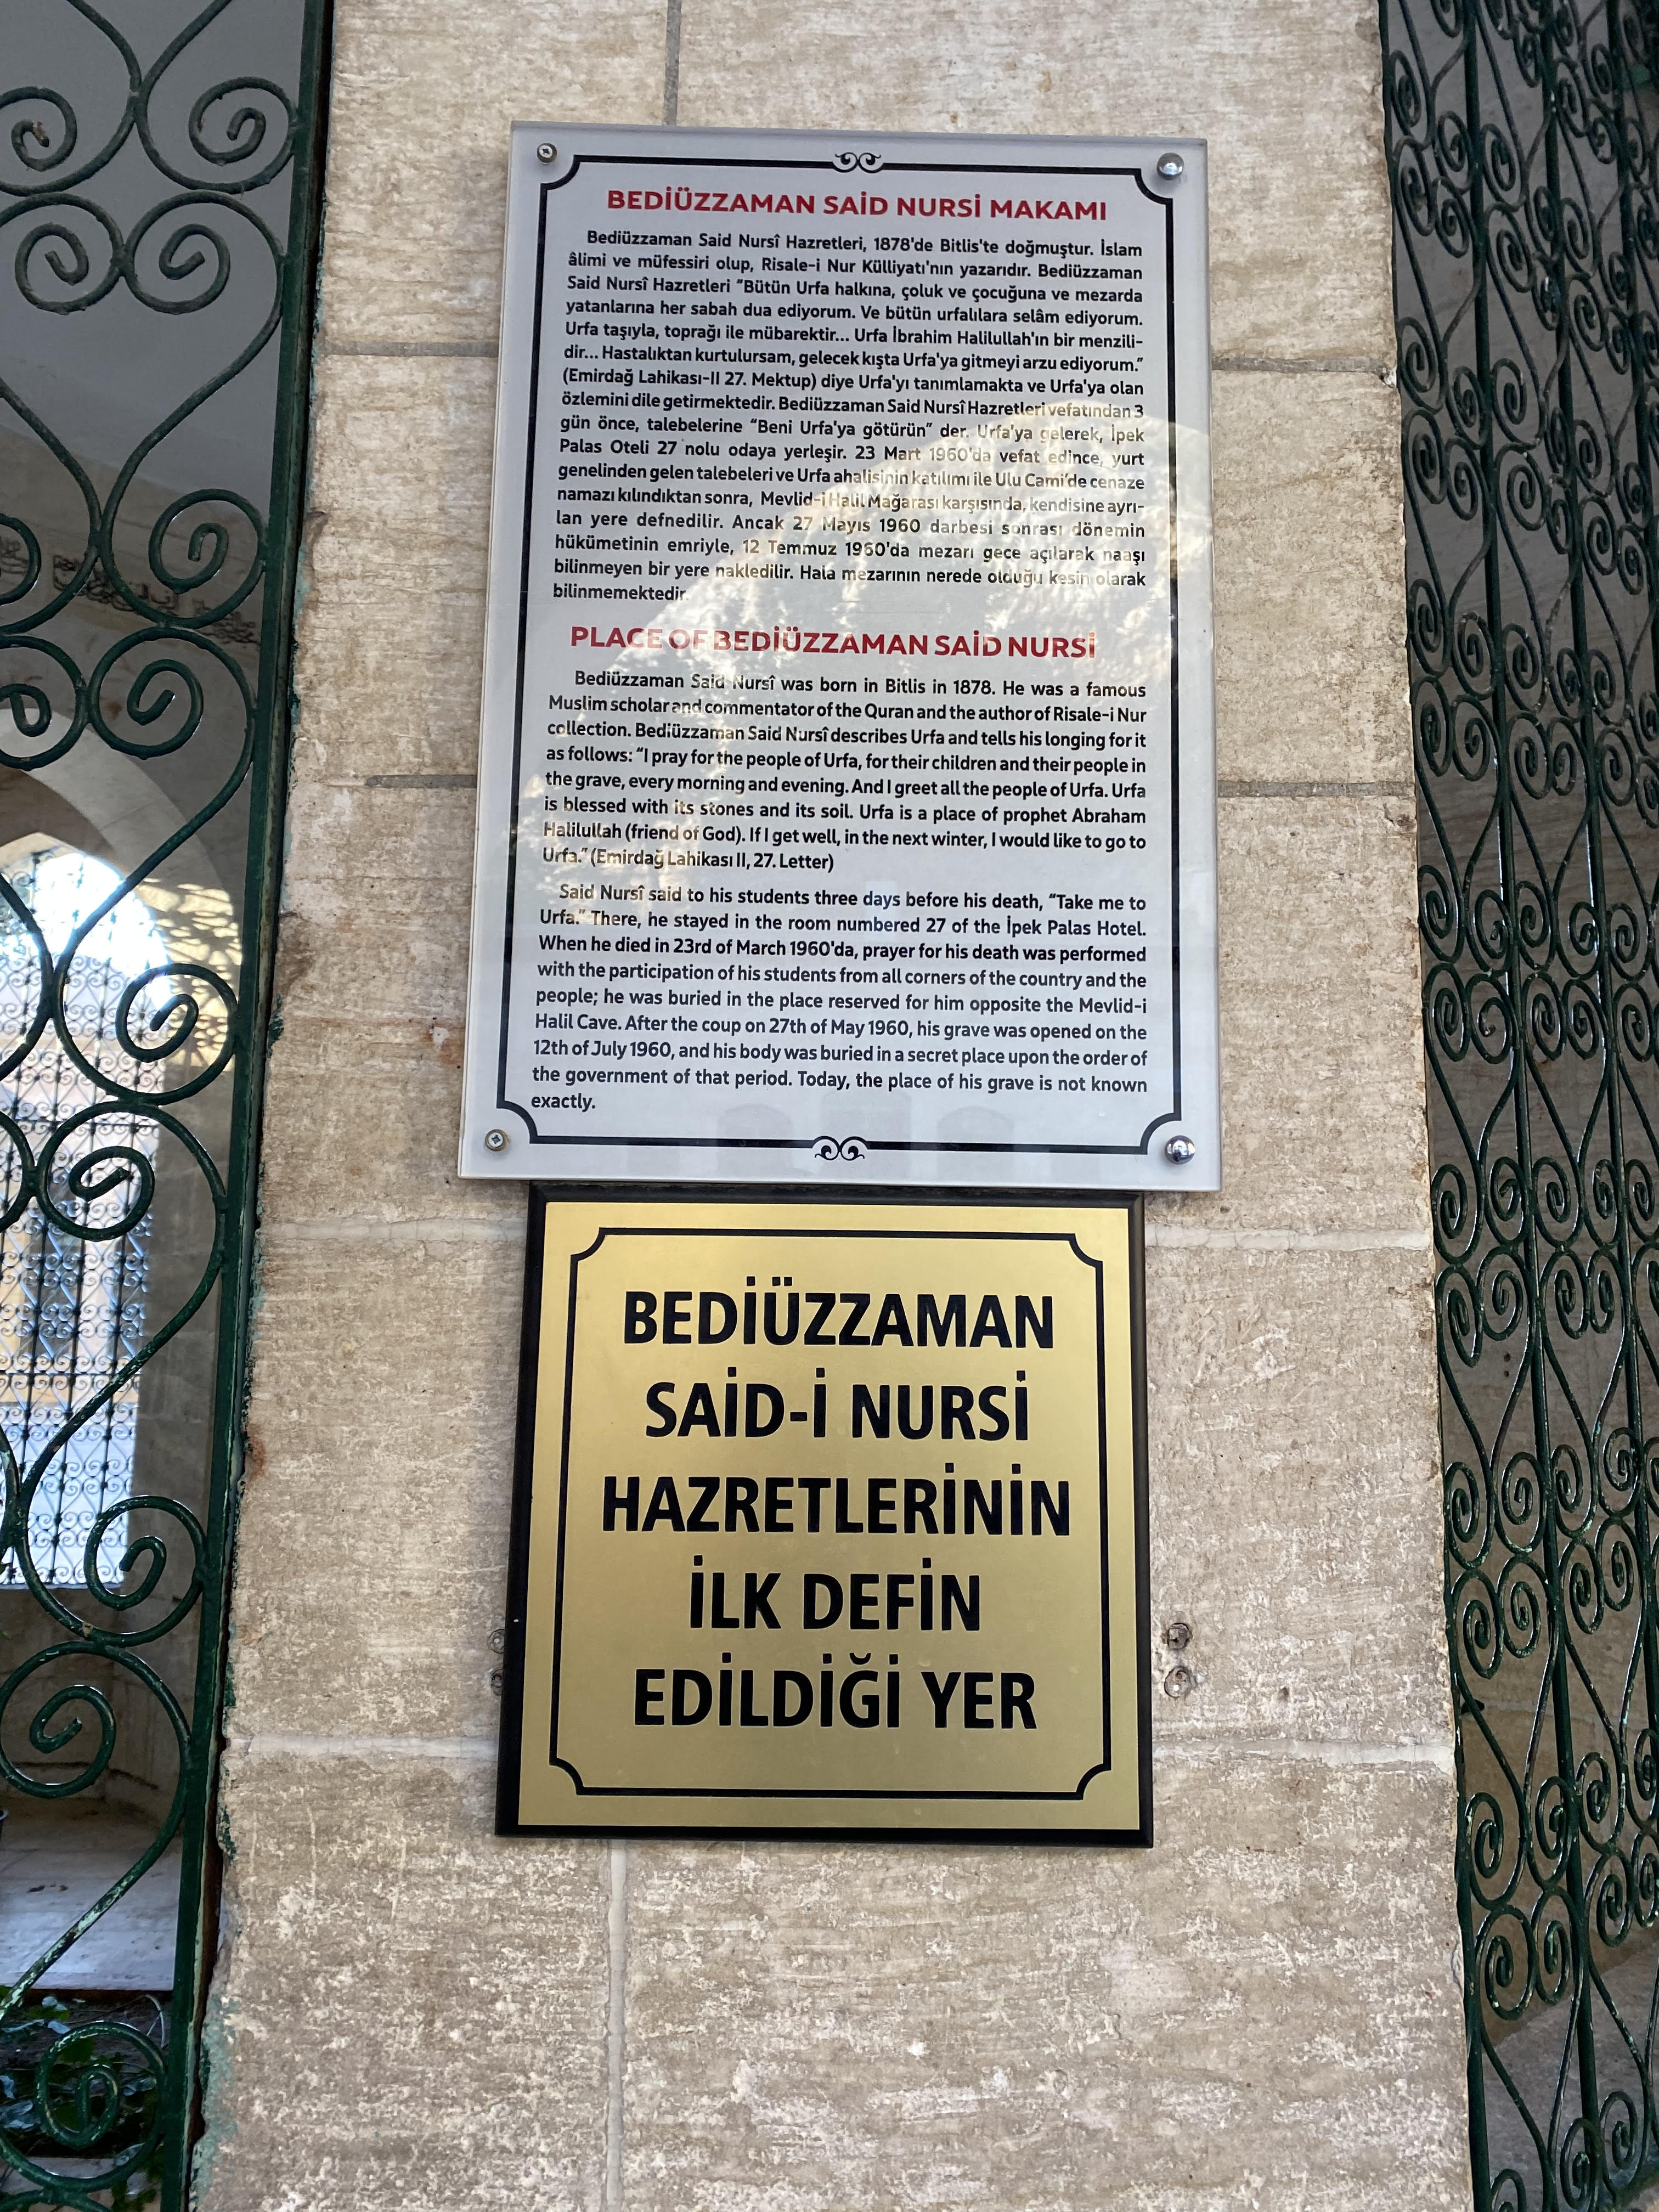 BEDİÜZZAMAN SAİD NURSİ MAKAMI
Bediüzzaman Said Nursî Hazretleri, 1878'de Bitlis'te doğmuştur. İslam
âlimi ve müfessiri olup, Risale-i Nur Külliyatı'nın yazarıdır. Bediüzzaman
Said Nursî Hazretleri "Bütün Urfa halkına, çoluk ve çocuğuna ve mezarda
yatanlarına her sabah dua ediyorum. Ve bütün urfalılara selâm ediyorum.
Urfa taşıyla, toprağı ile mübarektir... Urfa İbrahim Halilullah'ın bir menzili-
dir... Hastalıktan kurtulursam, gelecek kışta Urfa'ya gitmeyi arzu ediyorum."
(Emirdağ Lahikası-II 27. Mektup) diye Urfa'yı tanımlamakta ve Urfa'ya olan
özlemini dile getirmektedir. Bediüzzaman Said Nursî Hazretleri vefatından 3
gün önce, talebelerine "Beni Urfa'ya götürün" der. Urfa'ya gelerek, İpek
Palas Oteli 27 nolu odaya yerleşir. 23 Mart 1960'da vefat edince, yurt
genelinden gelen talebeleri ve Urfa ahalisinin katılımı ile Ulu Cami'de cenaze
namazı kılındıktan sonra, Mevlid-i Halil Mağarası karşısında, kendisine ayrı-
lan yere defnedilir. Ancak 27 Mayıs 1960 darbesi sonrası dönemin
hükümetinin emriyle, 12 Temmuz 1960'da mezarı gece açılarak naaşı
bilinmeyen bir yere nakledilir. Hala mezarının nerede olduğu kesin olarak
bilinmemektedir.
PLACE OF BEDİÜZZAMAN SAİD NURSİ
Bediüzzaman Said Nursî was born in Bitlis in 1878. He was a famous
Muslim scholar and commentator of the Quran and the author of Risale-i Nur
collection. Bediüzzaman Said Nursî describes Urfa and tells his longing for it
as follows: "I pray for the people of Urfa, for their children and their people in
the grave, every morning and evening. And I greet all the people of Urfa. Urfa
is blessed with its stones and its soil. Urfa is a place of prophet Abraham
Halilullah (friend of God). If I get well, in the next winter, I would like to go to
Urfa." (Emirdağ Lahikası II, 27. Letter)
Said Nursî said to his students three days before his death, "Take me to
Urfa." There, he stayed in the room numbered 27 of the İpek Palas Hotel.
When he died in 23rd of March 1960'da, prayer for his death was performed
with the participation of his students from all corners of the country and the
people; he was buried in the place reserved for him opposite the Mevlid-i
Halil Cave. After the coup on 27th of May 1960, his grave was opened on the
12th of July 1960, and his body was buried in a secret place upon the order of
the government of that period. Today, the place of his grave is not known
exactly.
BEDİÜZZAMAN
SAİD-İ NURSİ
HAZRETLERİNİN
İLK DEFİN
EDİLDİĞİ YER